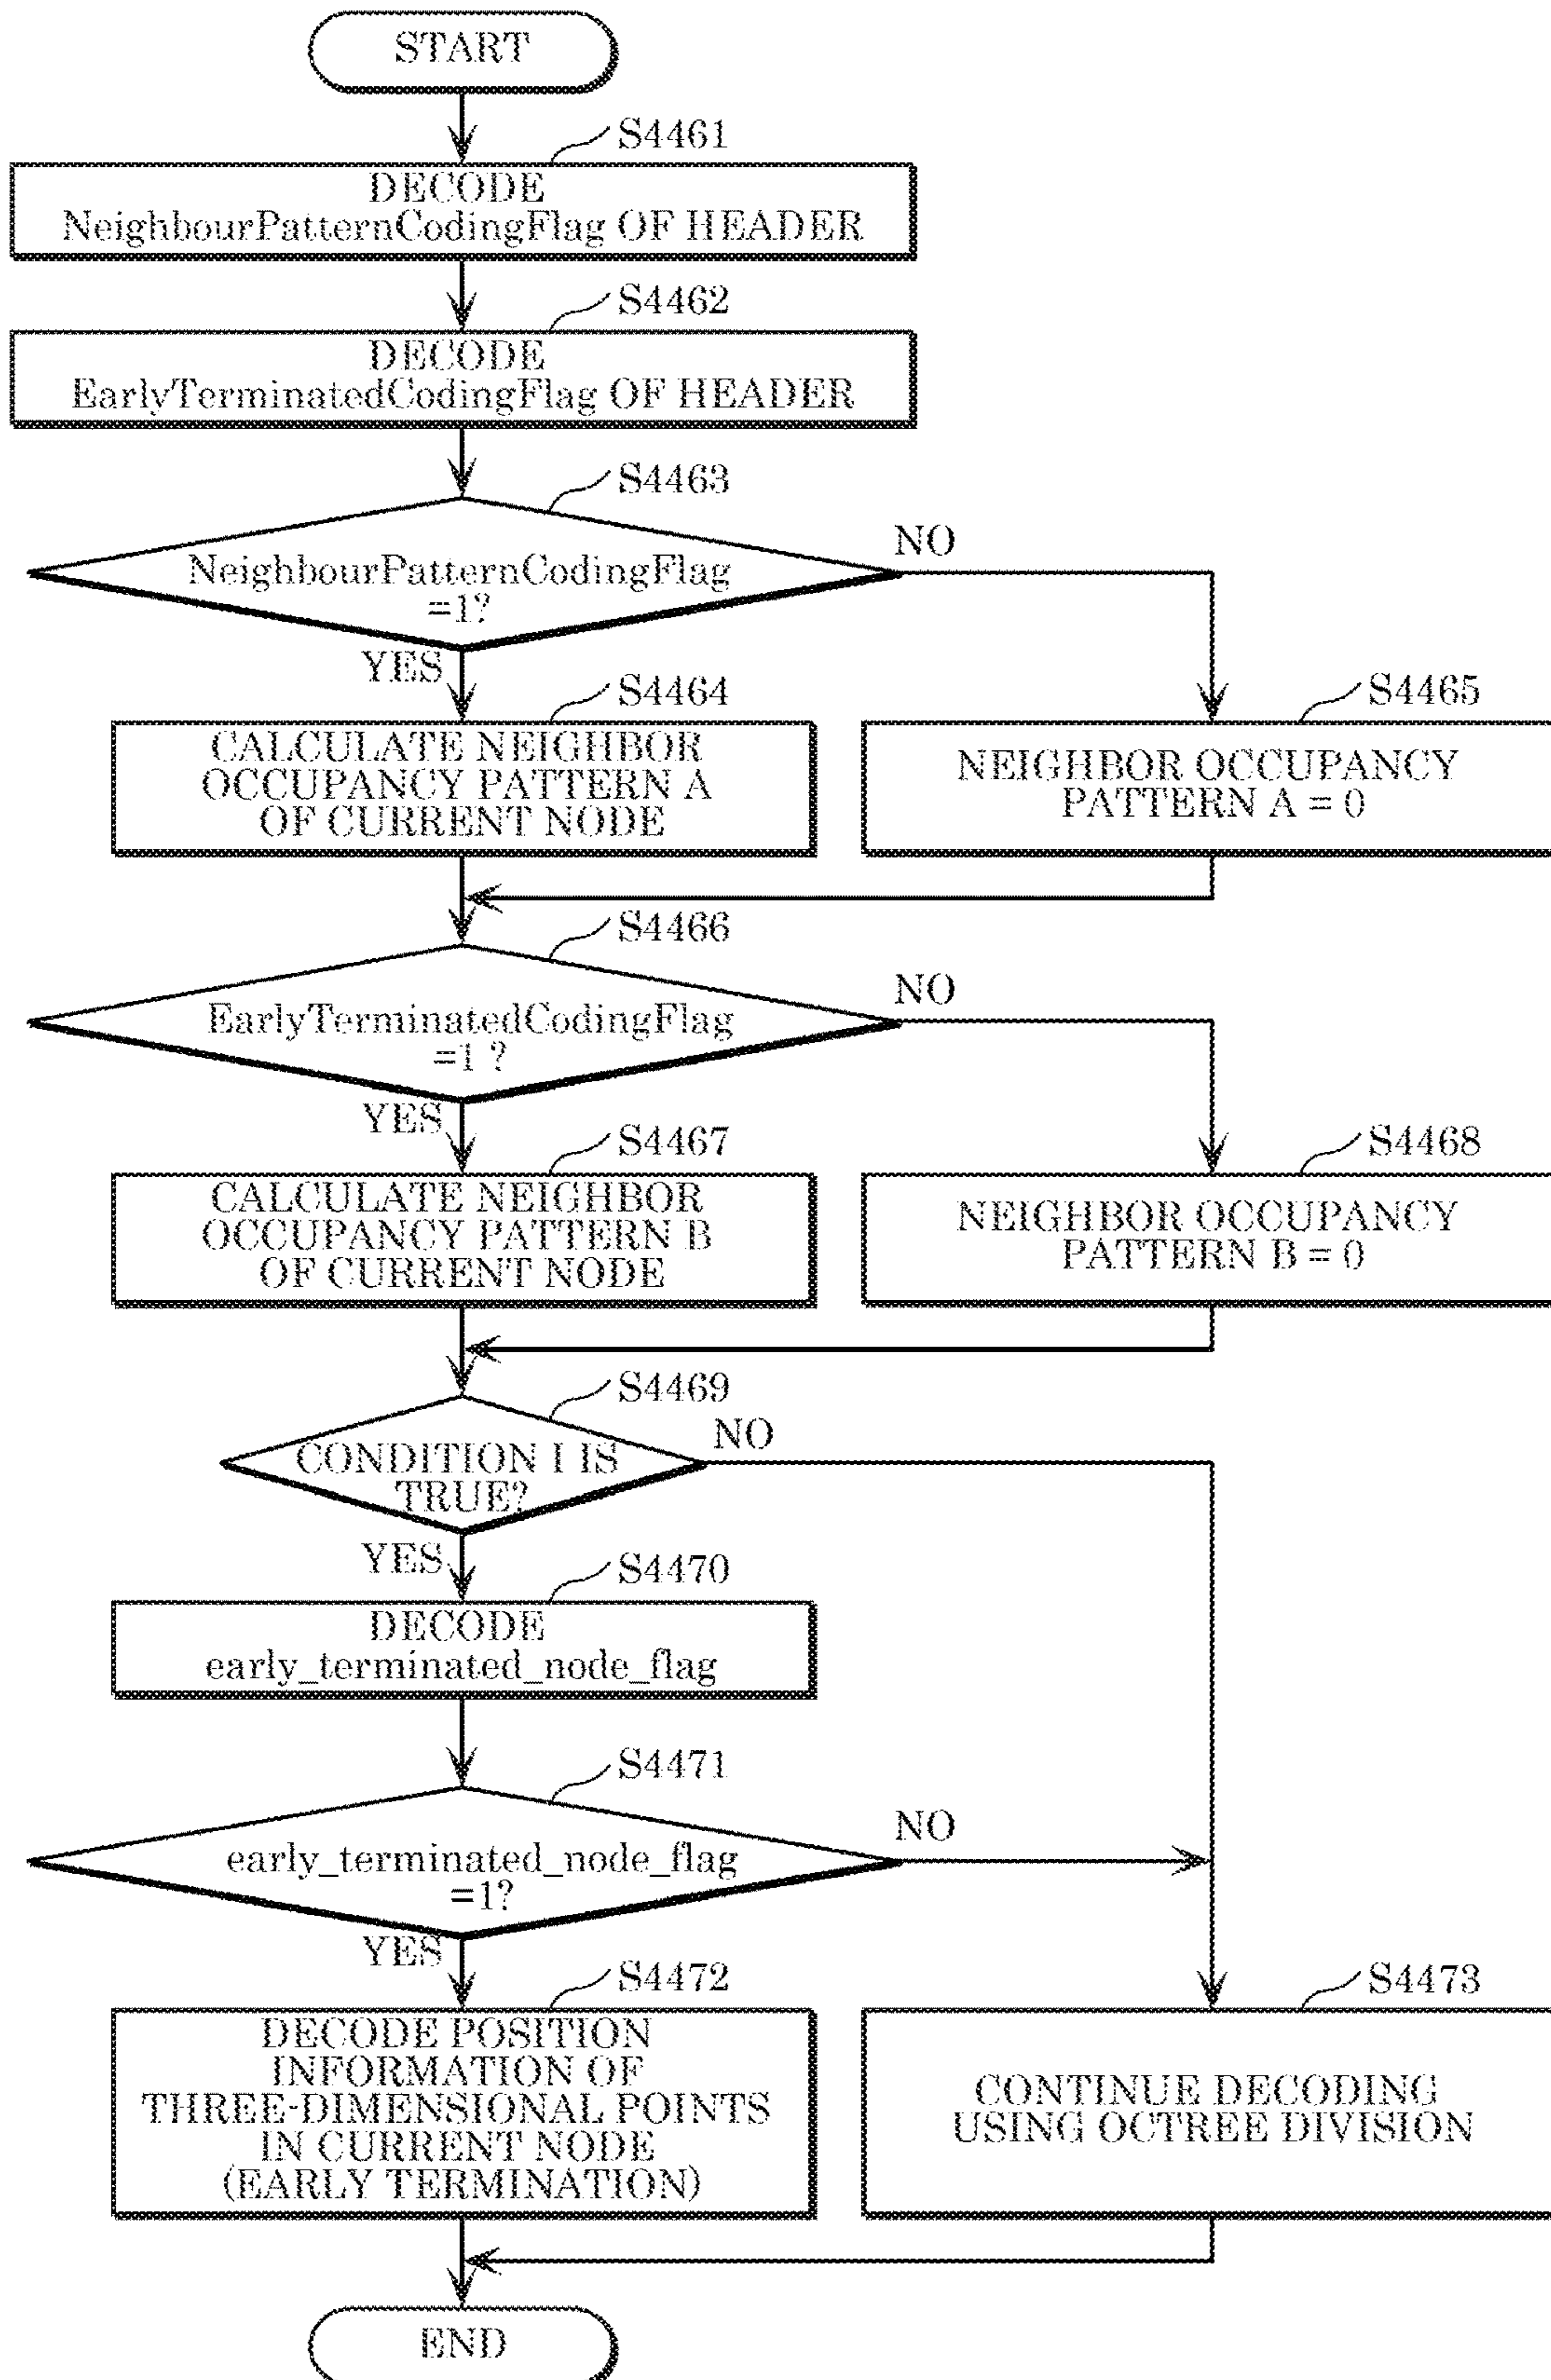 START
S4461
DECODE
NeighbourPatternCodingFlag OF HEADER
S4462
DECODE
EarlyTerminatedCodingFlag OF HEADER
S4463
NeighbourPatternCodingFlag
=1?
NO
YES
S4464
CALCULATE NEIGHBOR
OCCUPANCY PATTERN A
OF CURRENT NODE
S4465
NEIGHBOR OCCUPANCY
PATTERN A = 0
S4466
EarlyTerminatedCodingFlag
=1 ?
NO
YES
S4467
CALCULATE NEIGHBOR
OCCUPANCY PATTERN B
OF CURRENT NODE
S4468
NEIGHBOR OCCUPANCY
PATTERN B = 0
S4469
CONDITION I IS
TRUE?
NO
YES
S4470
DECODE
early_terminated_node_flag
S4471
early_terminated_node_flag
=1?
NO
YES
S4472
DECODE POSITION
INFORMATION OF
THREE-DIMENSIONAL POINTS
IN CURRENT NODE
(EARLY TERMINATION)
S4473
CONTINUE DECODING
USING OCTREE DIVISION
END